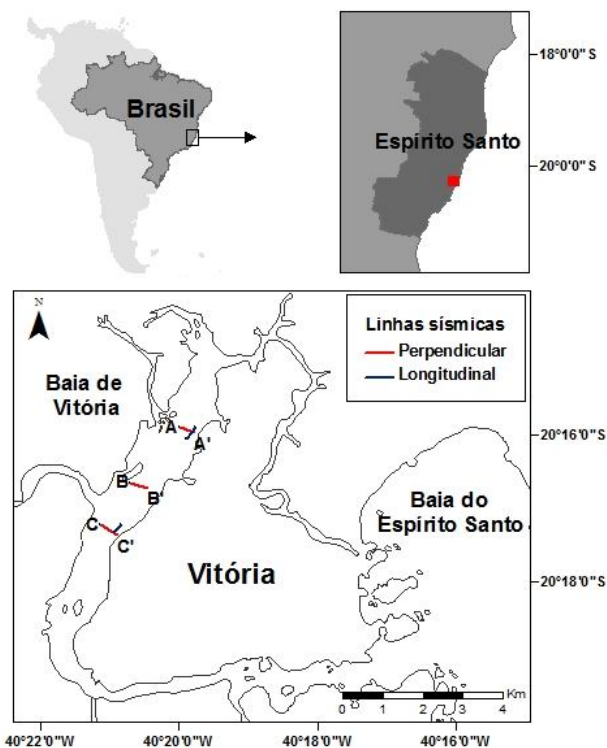 Brasil
18°0'0" S
Espírito Santo
20°0'0" S
N
Linhas sísmicas
Perpendicular
Longitudinal
Baia de
Vitória
A
A'
20°16'0" S
B
B'
C
C'
Baia do
Espírito Santo
Vitória
20°18'0" S
Km
0 1 2 3 4
40°22'0"W 40°20'0"W 40°18'0"W 40°16'0"W